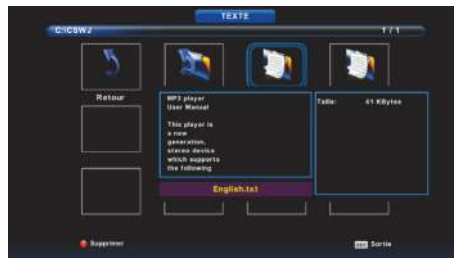 TEXTE
C:\CSWJ 1 / 1
Retour
MP3 player
User Manual
This player is
a new
generation,
stereo device
which supports
the following
Taille: 41 KBytes
English.txt
Supprimer
Sortie